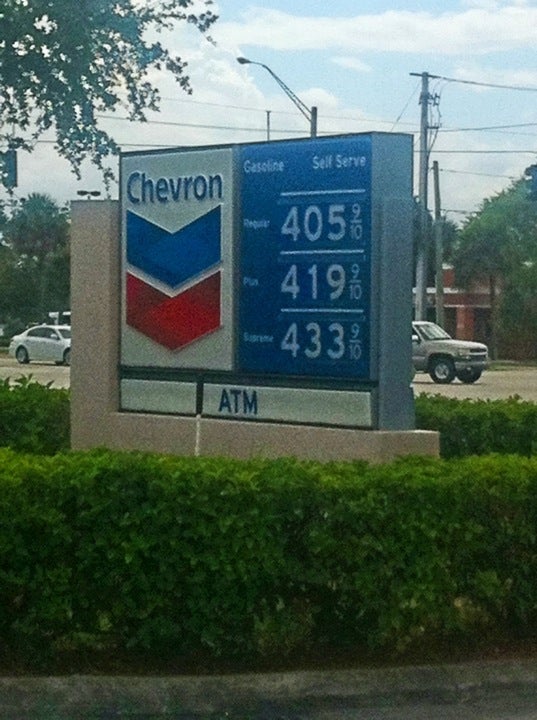 Chevron
Gasoline Self Serve
Regular 405 9/10
Plus 419 9/10
Supreme 433 9/10
ATM